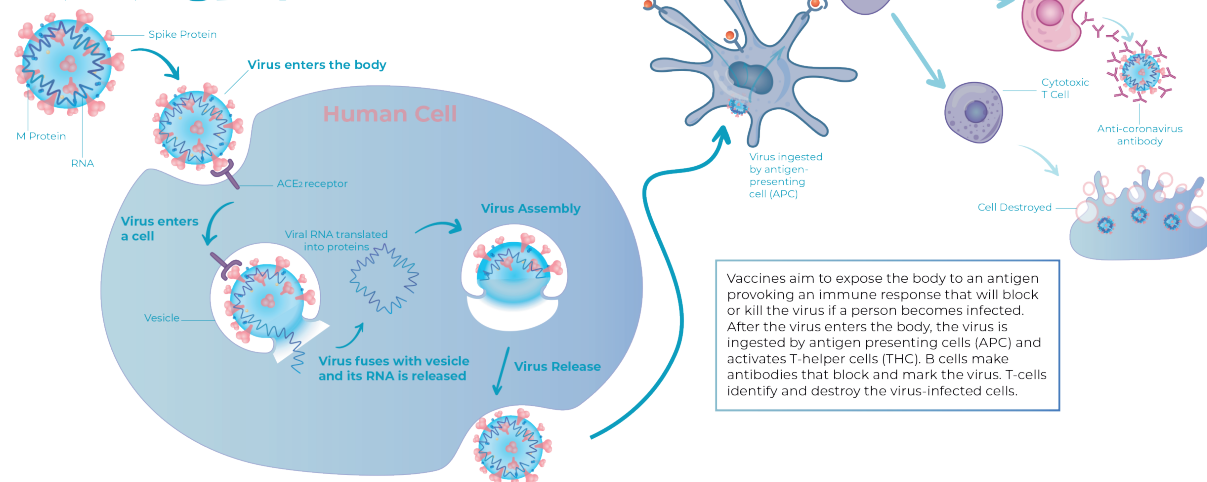 Spike Protein
Virus enters the body
M Protein
RNA
Human Cell
ACE2 receptor
Virus enters
a cell
Viral RNA translated
into proteins
Virus Assembly
Vesicle
Virus fuses with vesicle
and its RNA is released
Virus Release
Virus ingested
by antigen-
presenting
cell (APC)
Cytotoxic
T Cell
Anti-coronavirus
antibody
Cell Destroyed
Vaccines aim to expose the body to an antigen
provoking an immune response that will block
or kill the virus if a person becomes infected.
After the virus enters the body, the virus is
ingested by antigen presenting cells (APC) and
activates T-helper cells (THC). B cells make
antibodies that block and mark the virus. T-cells
identify and destroy the virus-infected cells.